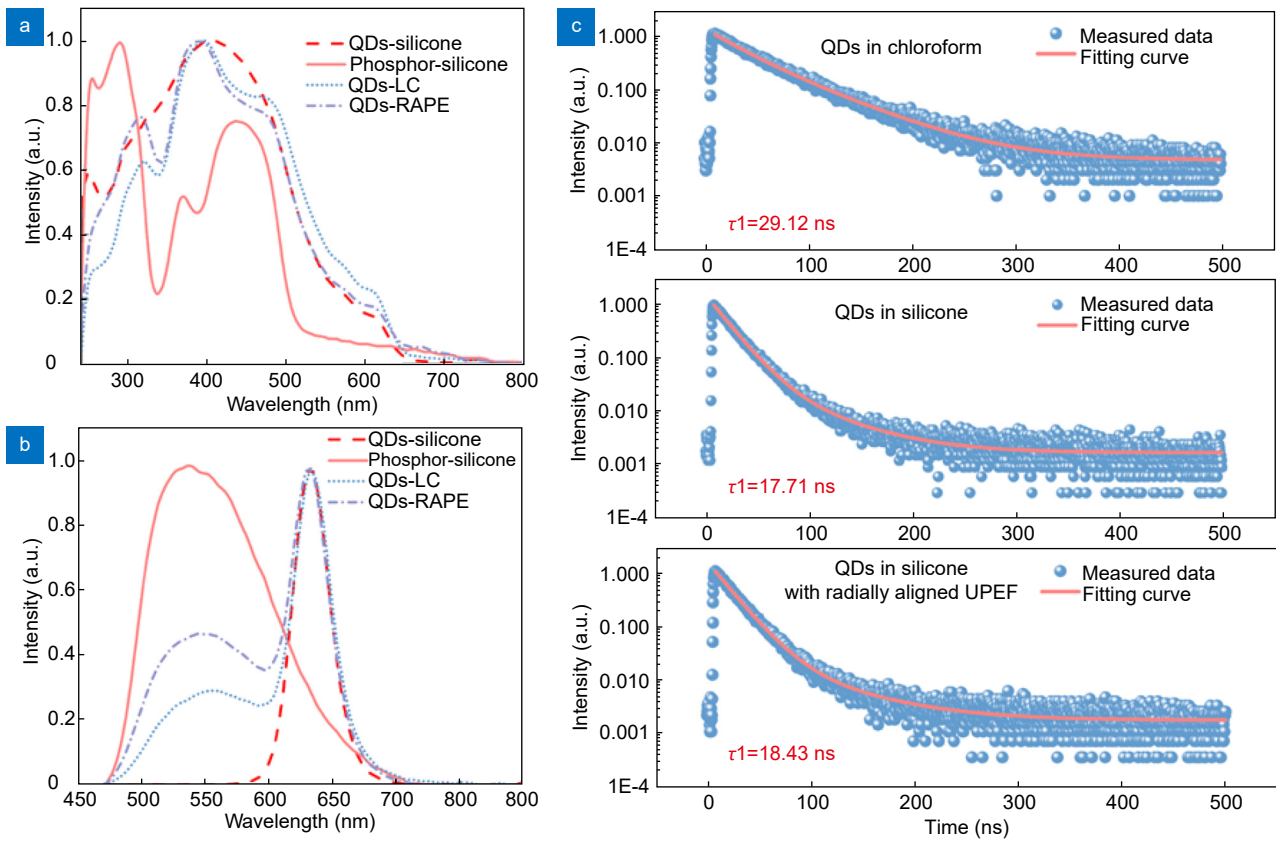 a
1.0
0.8
0.6
0.4
0.2
0
Intensity (a.u.)
QDs-silicone
Phosphor-silicone
QDs-LC
QDs-RAPE
300 400 500 600 700 800
Wavelength (nm)
b
1.0
0.8
0.6
0.4
0.2
0
Intensity (a.u.)
QDs-silicone
Phosphor-silicone
QDs-LC
QDs-RAPE
450 500 550 600 650 700 800 800
Wavelength (nm)
c
1.000
0.100
0.010
0.001
1E-4
Intensity (a.u.)
QDs in chloroform
Measured data
Fitting curve
τ1=29.12 ns
0 100 200 300 400 500
1.000
0.100
0.010
0.001
1E-4
Intensity (a.u.)
QDs in silicone
Measured data
Fitting curve
τ1=17.71 ns
0 100 200 300 400 500
1.000
0.100
0.010
0.001
1E-4
Intensity (a.u.)
QDs in silicone
with radially aligned UPEF
Measured data
Fitting curve
τ1=18.43 ns
0 100 200 300 400 500
Time (ns)